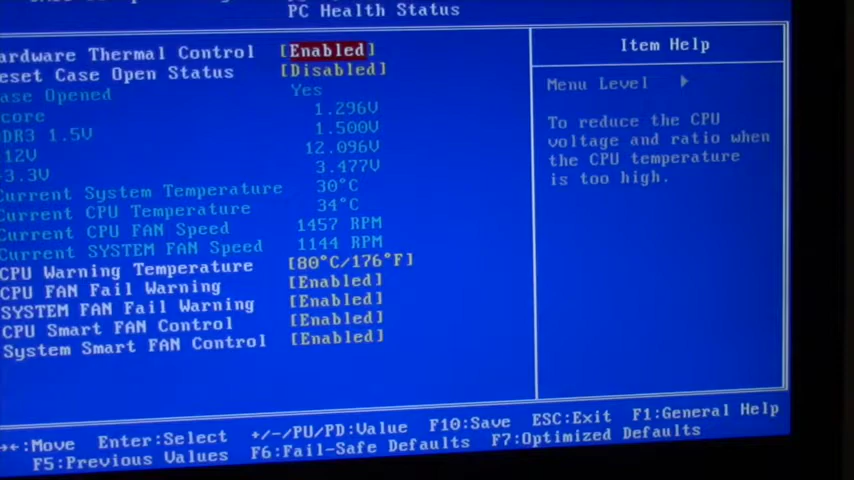 PC Health Status
ardware Thermal Control [Enabled]
eset Case Open Status [Disabled]
ase Opened Yes
core 1.296V
DR3 1.5V 1.500V
12V 12.096V
+3.3V 3.477V
Current System Temperature 30°C
Current CPU Temperature 34°C
Current CPU FAN Speed 1457 RPM
Current SYSTEM FAN Speed 1144 RPM
CPU Warning Temperature [80°C/176°F]
CPU FAN Fail Warning [Enabled]
SYSTEM FAN Fail Warning [Enabled]
CPU Smart FAN Control [Enabled]
System Smart FAN Control [Enabled]
Item Help
Menu Level
To reduce the CPU
voltage and ratio when
the CPU temperature
is too high.
→←:Move Enter:Select +/-/PU/PD:Value F10:Save ESC:Exit F1:General Help
F5:Previous Values F6:Fail-Safe Defaults F7:Optimized Defaults